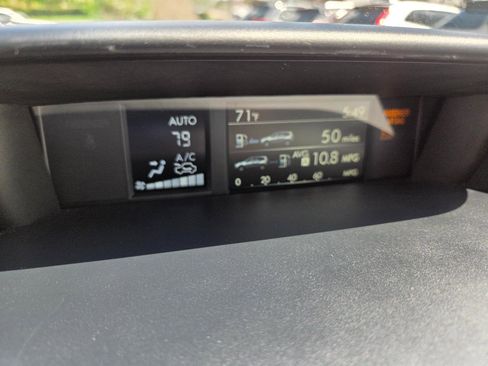 AUTO
79
A/C
71°F 5:49
50 miles
AVG
A 10.8 MPG
0 20 40 60 MPG